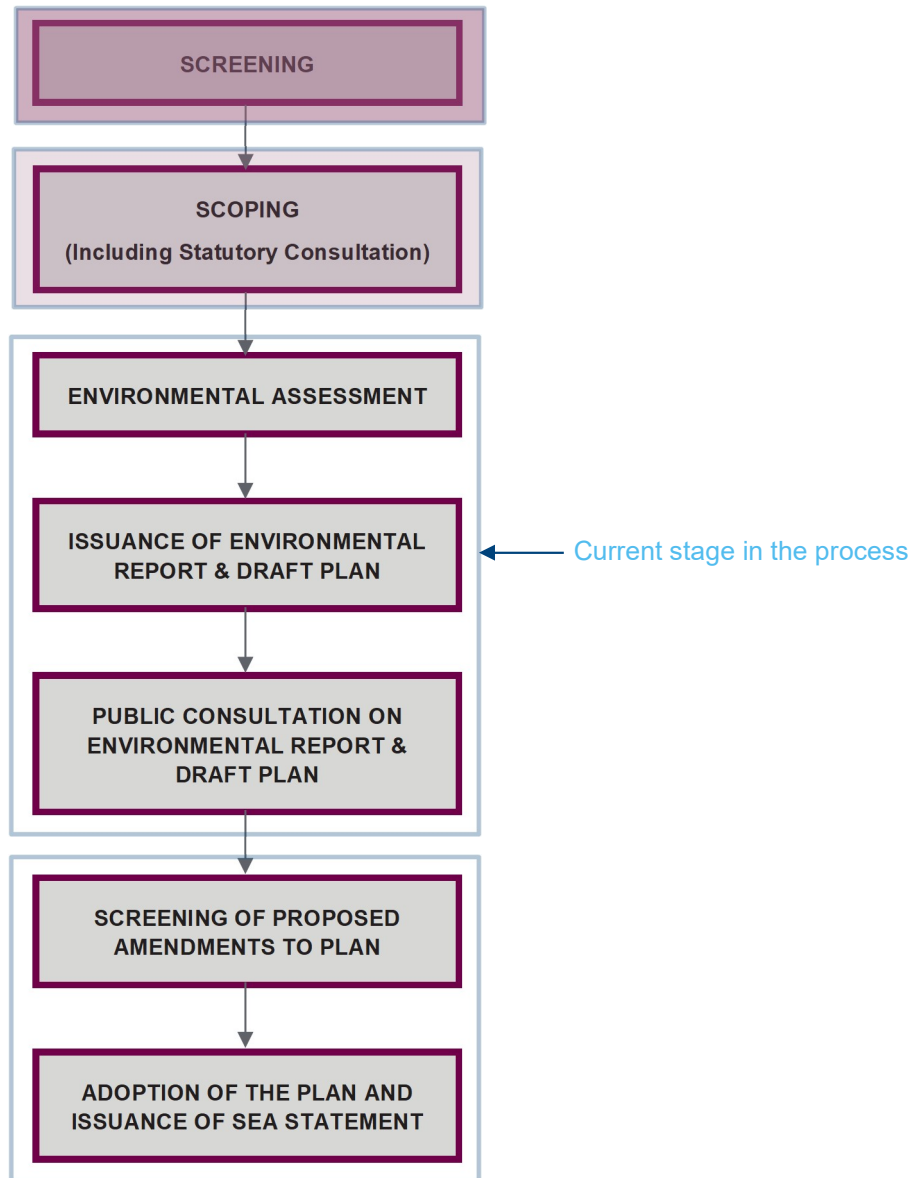 SCREENING
SCOPING
(Including Statutory Consultation)
ENVIRONMENTAL ASSESSMENT
ISSUANCE OF ENVIRONMENTAL
REPORT & DRAFT PLAN
Current stage in the process
PUBLIC CONSULTATION ON
ENVIRONMENTAL REPORT &
DRAFT PLAN
SCREENING OF PROPOSED
AMENDMENTS TO PLAN
ADOPTION OF THE PLAN AND
ISSUANCE OF SEA STATEMENT